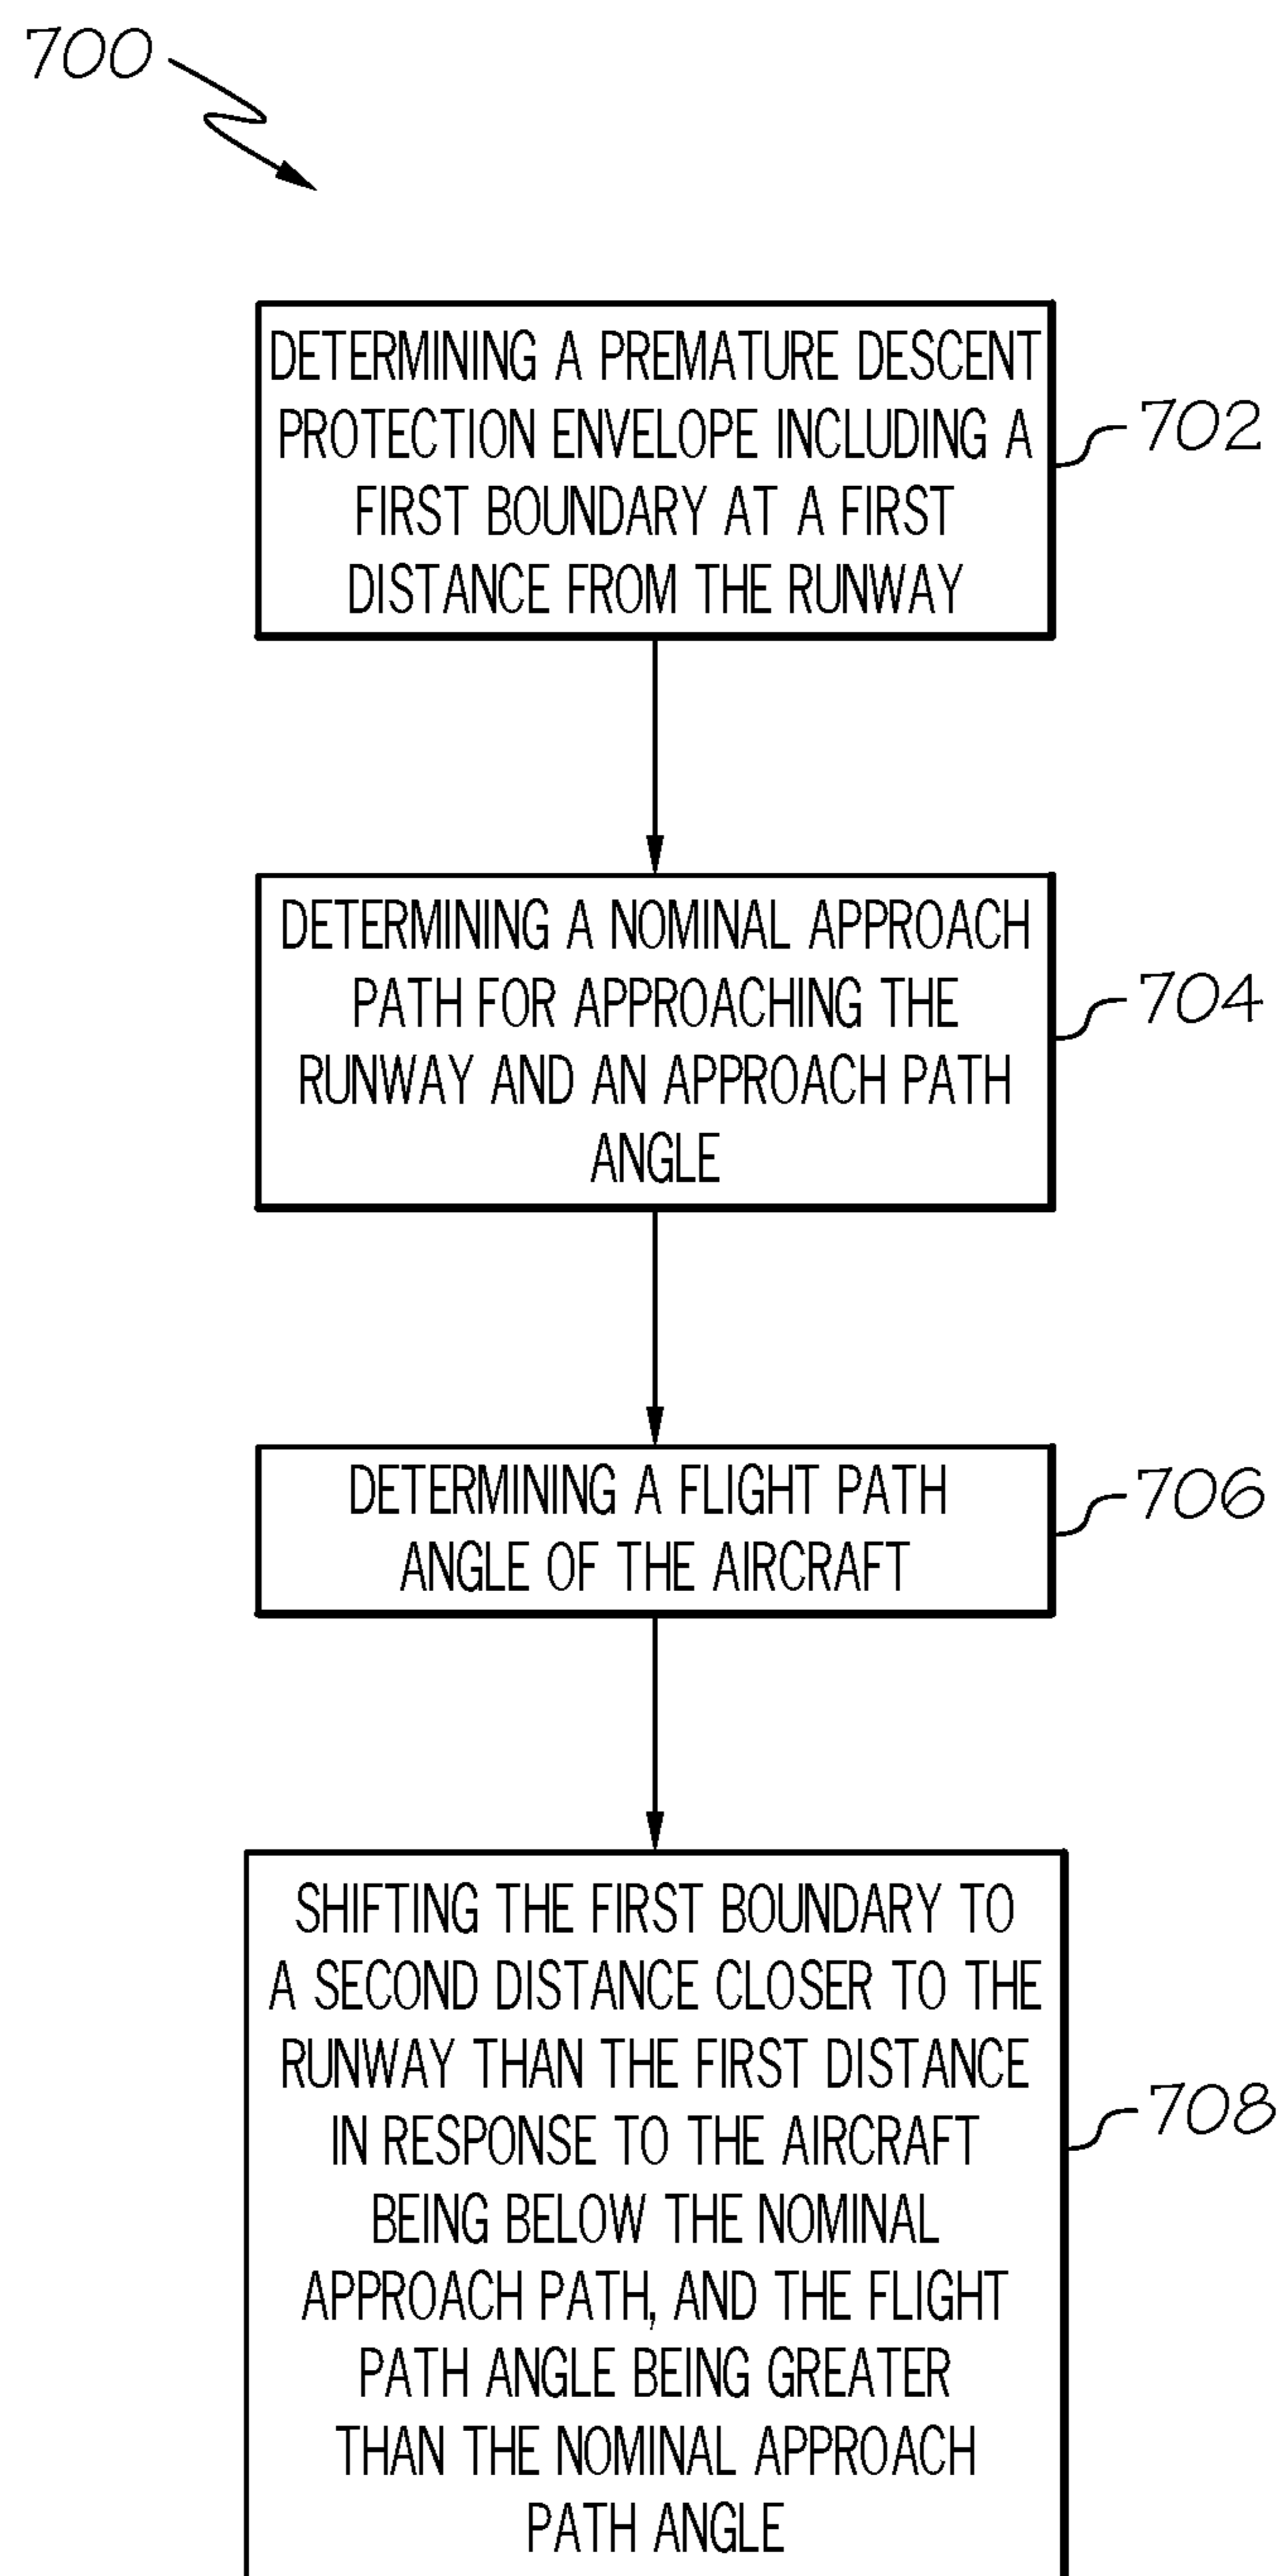 700
DETERMINING A PREMATURE DESCENT
PROTECTION ENVELOPE INCLUDING A
FIRST BOUNDARY AT A FIRST
DISTANCE FROM THE RUNWAY
702
DETERMINING A NOMINAL APPROACH
PATH FOR APPROACHING THE
RUNWAY AND AN APPROACH PATH
ANGLE
704
DETERMINING A FLIGHT PATH
ANGLE OF THE AIRCRAFT
706
SHIFTING THE FIRST BOUNDARY TO
A SECOND DISTANCE CLOSER TO THE
RUNWAY THAN THE FIRST DISTANCE
IN RESPONSE TO THE AIRCRAFT
BEING BELOW THE NOMINAL
APPROACH PATH, AND THE FLIGHT
PATH ANGLE BEING GREATER
THAN THE NOMINAL APPROACH
PATH ANGLE
708